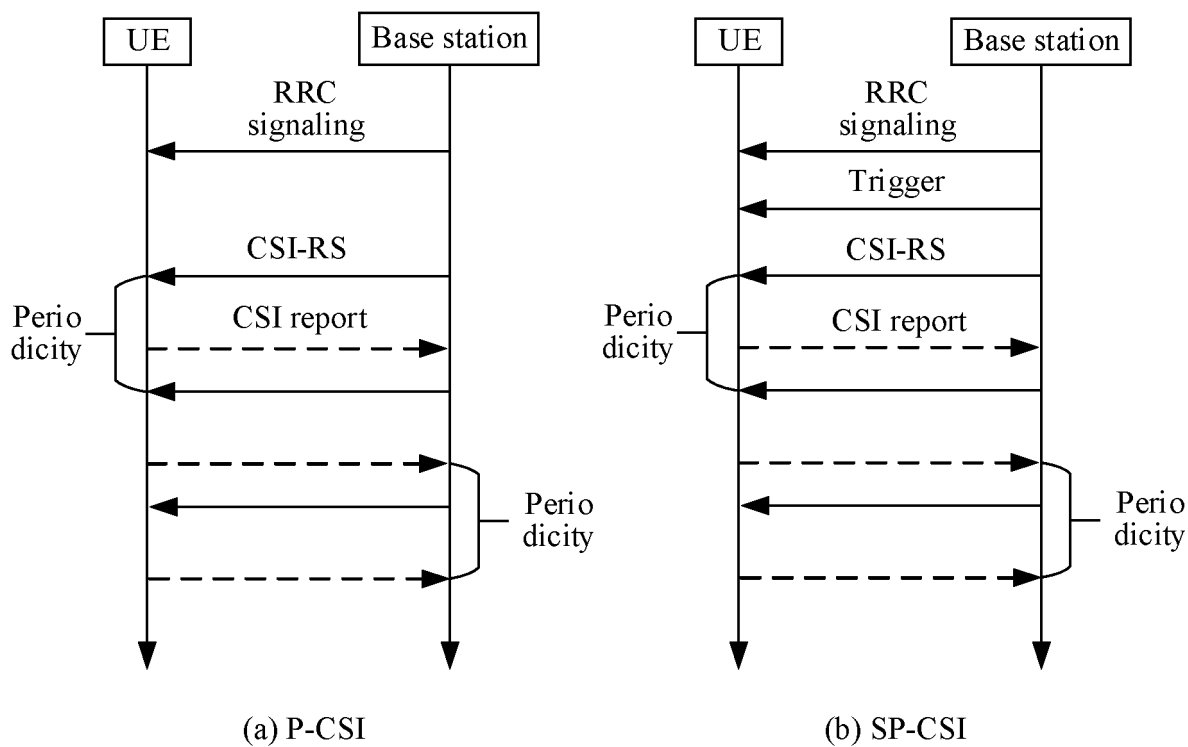 UE
Base station
RRC
signaling
CSI-RS
Perio
dicity
CSI report
Perio
dicity
(a) P-CSI
UE
Base station
RRC
signaling
Trigger
CSI-RS
Perio
dicity
CSI report
Perio
dicity
(b) SP-CSI